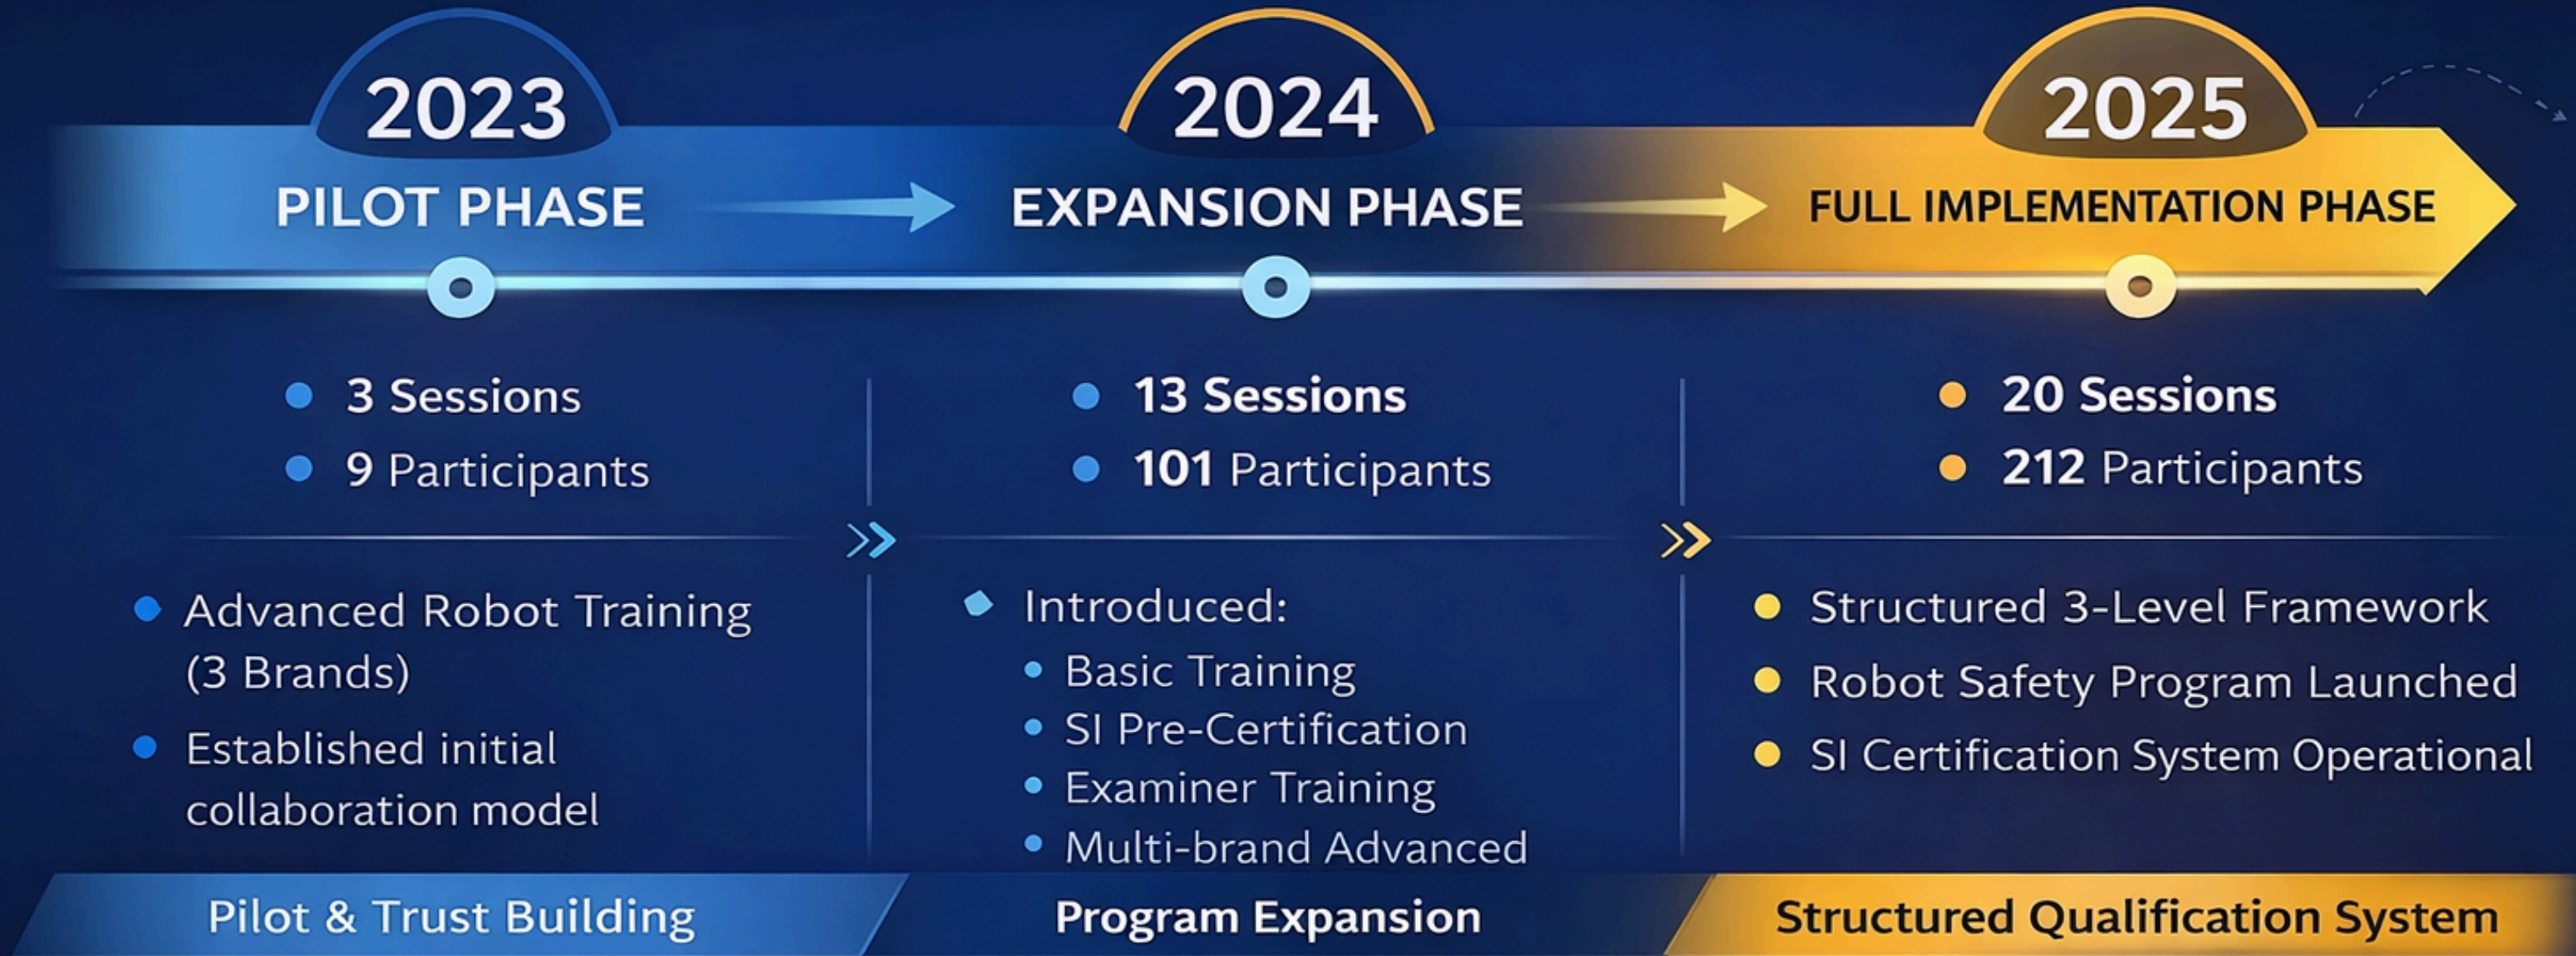 2023
PILOT PHASE
3 Sessions
9 Participants
Advanced Robot Training
(3 Brands)
Established initial
collaboration model
Pilot & Trust Building
2024
EXPANSION PHASE
13 Sessions
101 Participants
Introduced:
Basic Training
SI Pre-Certification
Examiner Training
Multi-brand Advanced
Program Expansion
2025
FULL IMPLEMENTATION PHASE
20 Sessions
212 Participants
Structured 3-Level Framework
Robot Safety Program Launched
SI Certification System Operational
Structured Qualification System